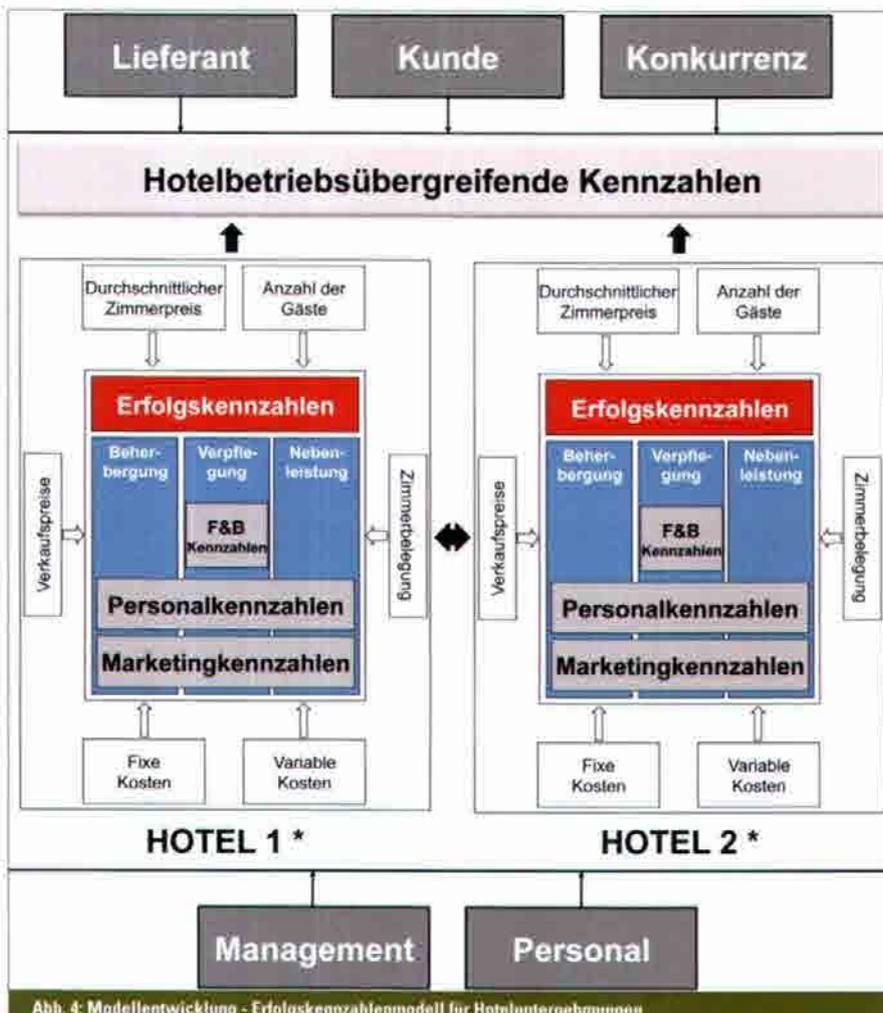 Lieferant
Kunde
Konkurrenz
Hotelbetriebsübergreifende Kennzahlen
Durchschnittlicher
Zimmerpreis
Anzahl der
Gäste
Erfolgskennzahlen
Beher-
bergung
Verpfle-
gung
Neben-
leistung
F&B
Kennzahlen
Verkaufspreise
Zimmerbelegung
Personalkennzahlen
Marketingkennzahlen
Fixe
Kosten
Variable
Kosten
HOTEL 1 *
Durchschnittlicher
Zimmerpreis
Anzahl der
Gäste
Erfolgskennzahlen
Beher-
bergung
Verpfle-
gung
Neben-
leistung
F&B
Kennzahlen
Verkaufspreise
Zimmerbelegung
Personalkennzahlen
Marketingkennzahlen
Fixe
Kosten
Variable
Kosten
HOTEL 2 *
Management
Personal
Abb. 4: Modellentwicklung - Erfolgskennzahlenmodell für Hotelunternehmungen